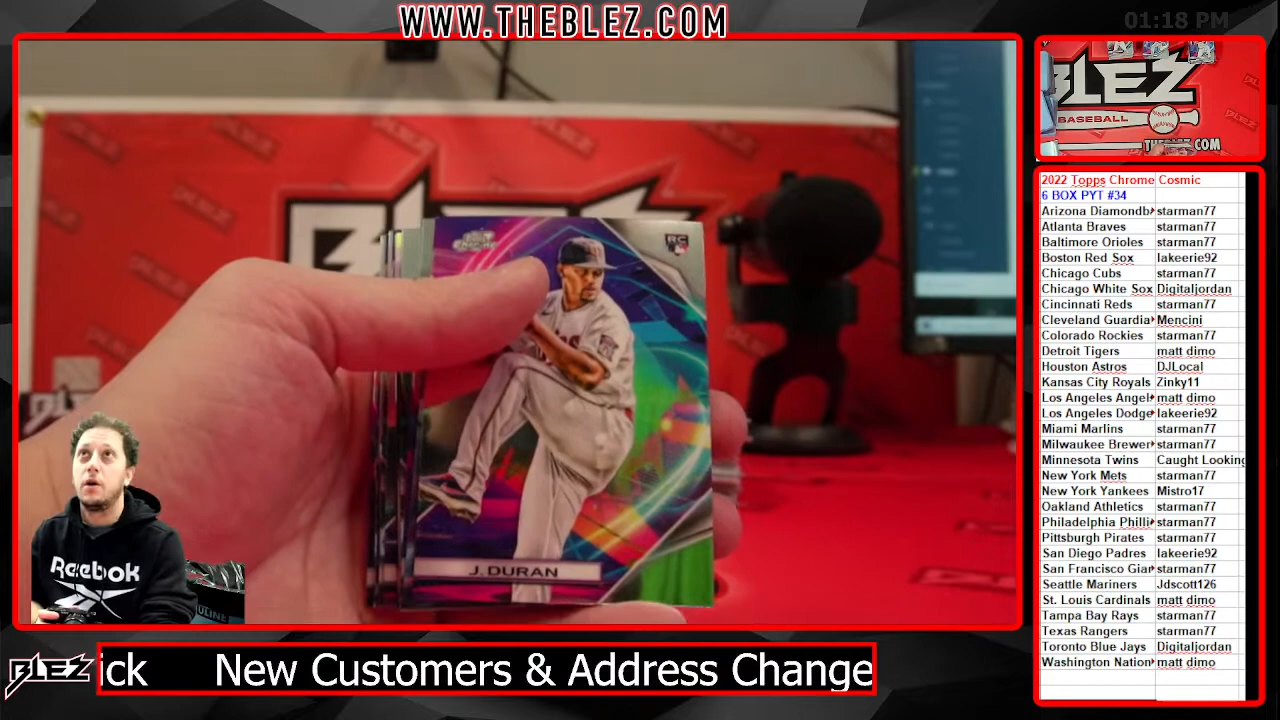 WWW.THEBLEZ.COM
01:18 PM
BLEZ
BASEBALL
THEBLEZ.COM
RC
J. DURAN
Reebok
2022 Topps Chrome Cosmic
6 BOX PYT #34
Arizona Diamondb starman77
Atlanta Braves starman77
Baltimore Orioles starman77
Boston Red Sox lakeerie92
Chicago Cubs starman77
Chicago White Sox Digitaljordan
Cincinnati Reds starman77
Cleveland Guardia Mencini
Colorado Rockies starman77
Detroit Tigers matt dimo
Houston Astros DJLocal
Kansas City Royals Zinky11
Los Angeles Angel matt dimo
Los Angeles Dodge lakeerie92
Miami Marlins starman77
Milwaukee Brewer starman77
Minnesota Twins Caught Looking
New York Mets starman77
New York Yankees Mistro17
Oakland Athletics starman77
Philadelphia Philli starman77
Pittsburgh Pirates starman77
San Diego Padres lakeerie92
San Francisco Gian starman77
Seattle Mariners Jdscott126
St. Louis Cardinals matt dimo
Tampa Bay Rays starman77
Texas Rangers starman77
Toronto Blue Jays Digitaljordan
Washington Nation matt dimo
BLEZ
ick New Customers & Address Change